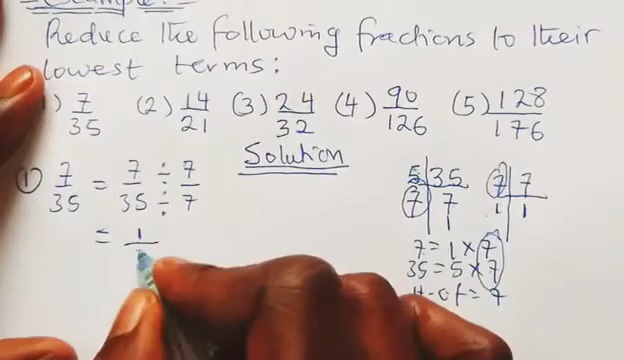 Example:
Reduce the following fractions to their
lowest terms:
1) 7/35 (2) 14/21 (3) 24/32 (4) 90/126 (5) 128/176
Solution
① 7/35 = 7/35 ÷ 7/7
= 1/
5 | 35
7 | 7
1
7 | 7
1 | 1
7 = 1 × 7
35 = 5 × 7
H.C.F = 7